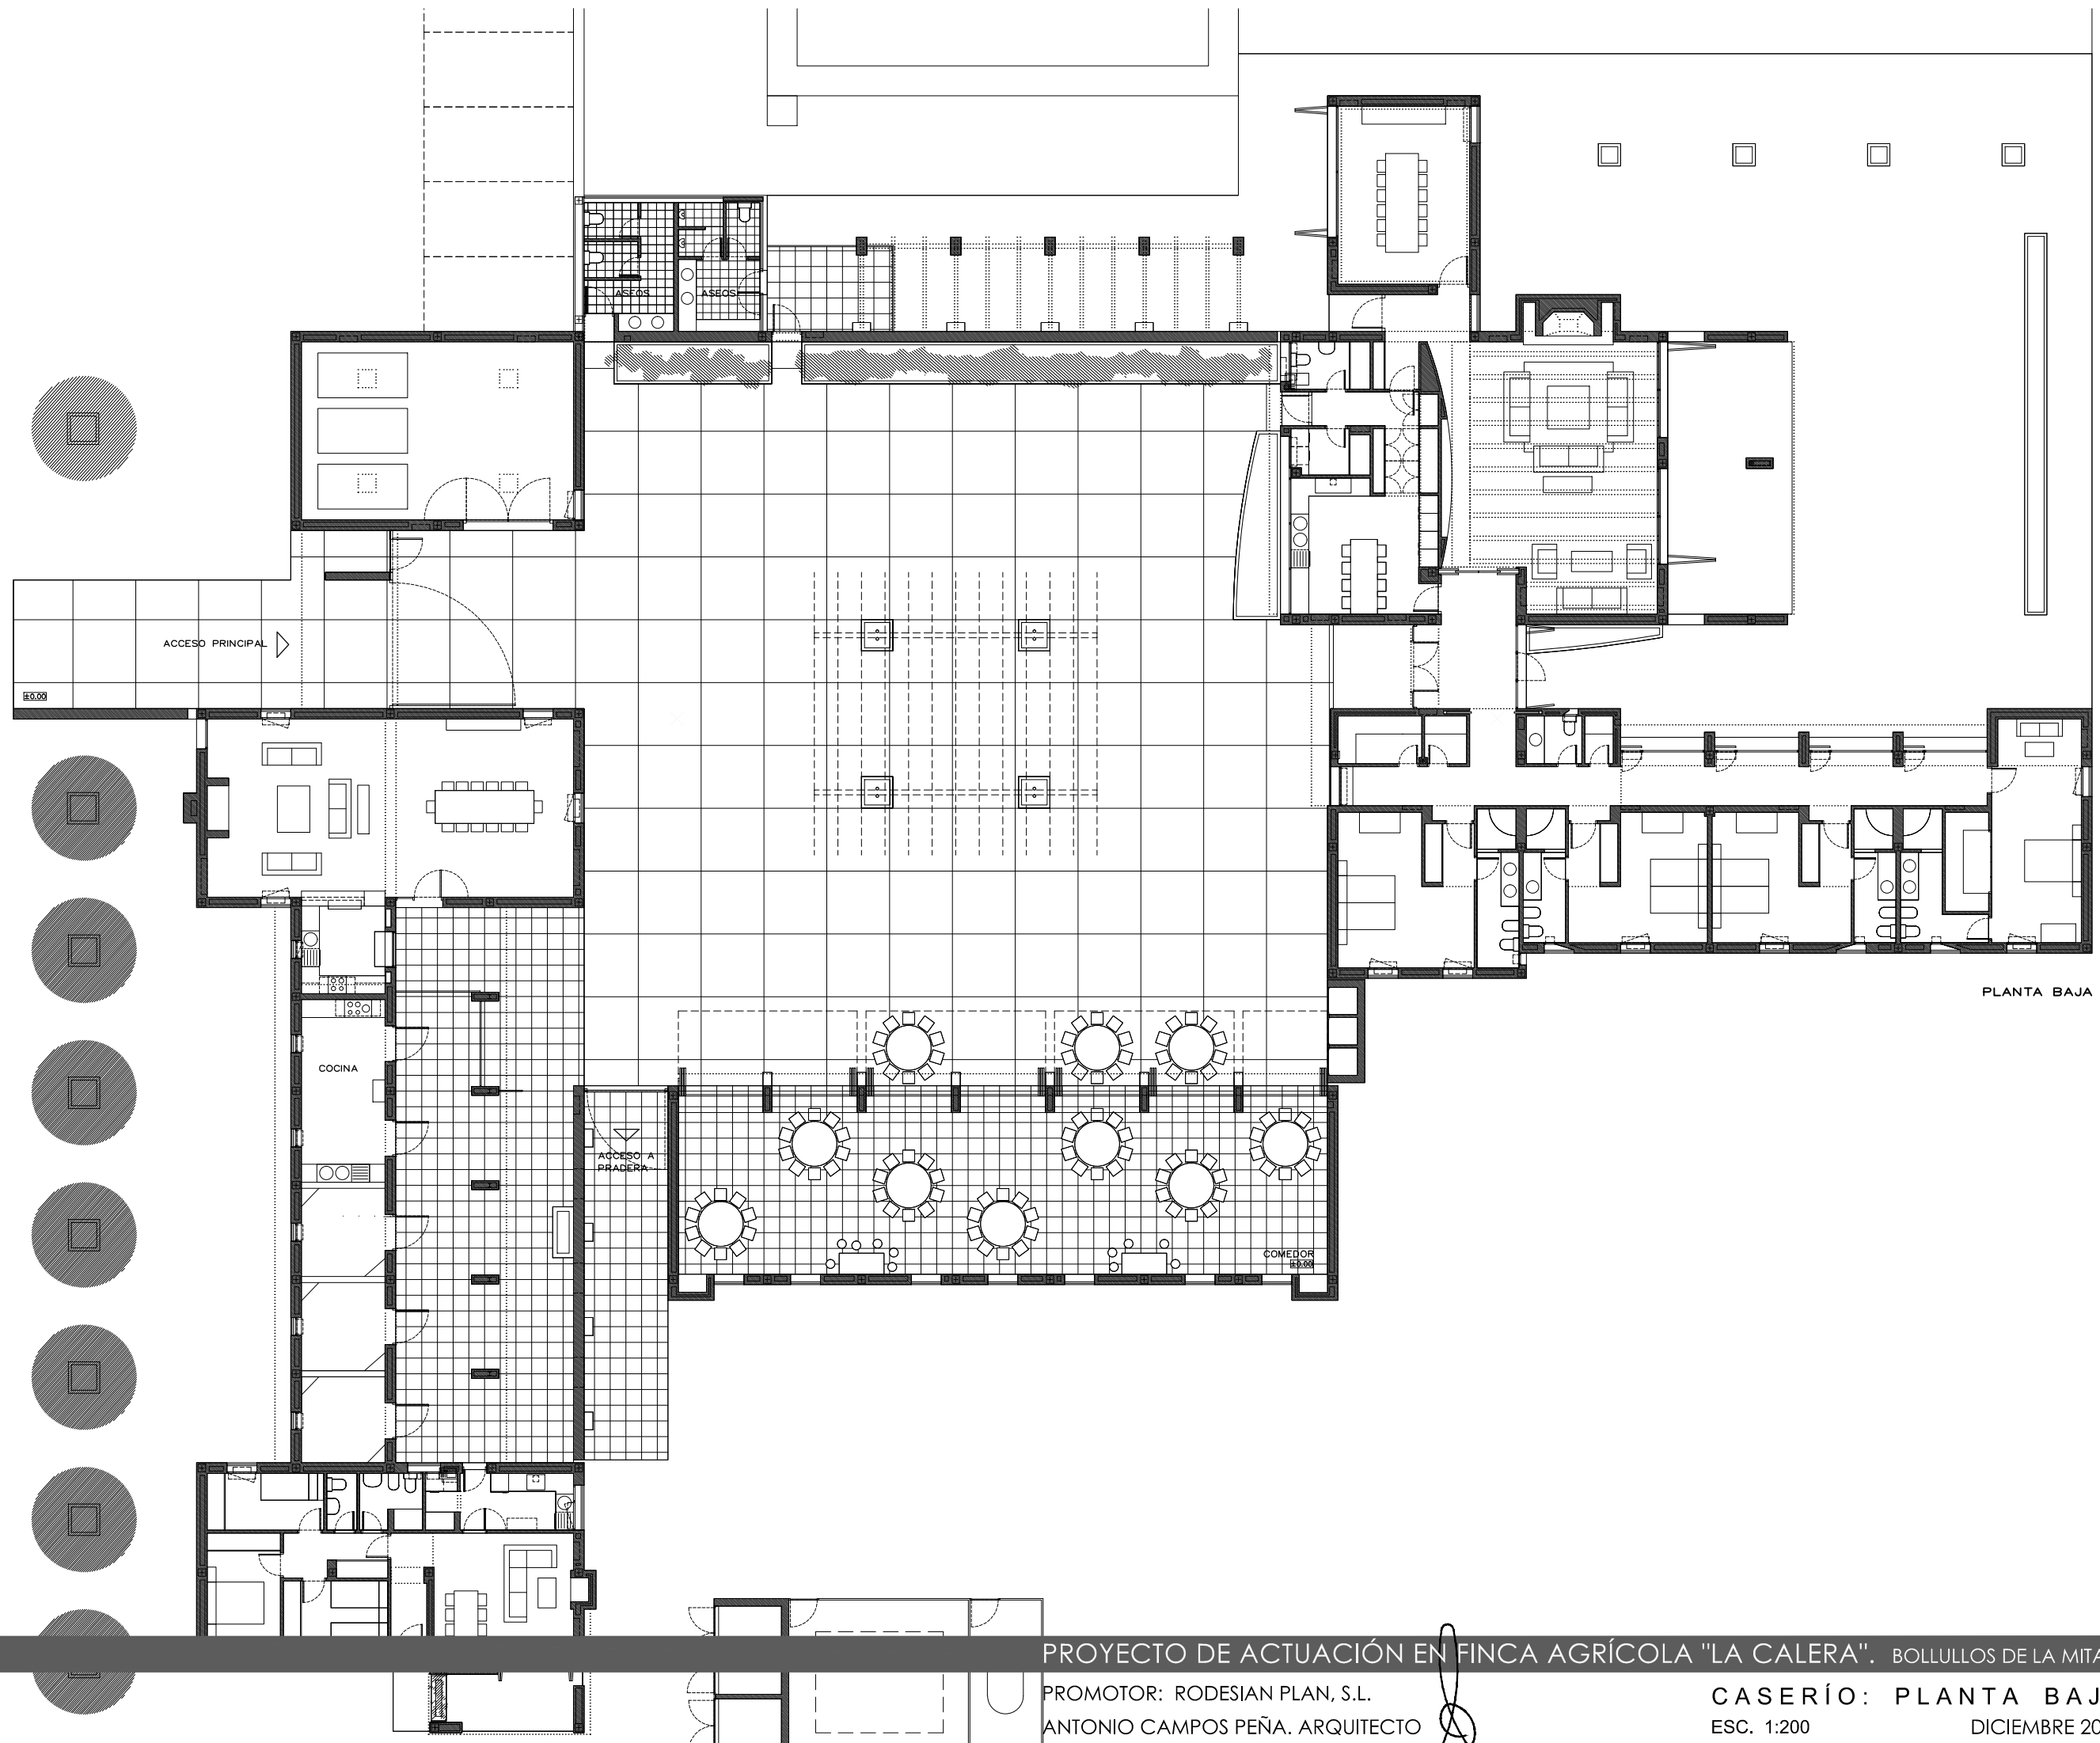 ASEOS
ASEOS
ACCESO PRINCIPAL
±0.00
PLANTA BAJA
COCINA
ACCESO A
PRADERA
COMEDOR
±0.00
PROYECTO DE ACTUACIÓN EN FINCA AGRÍCOLA "LA CALERA". BOLLULLOS DE LA MITA
PROMOTOR: RODESIAN PLAN, S.L.
ANTONIO CAMPOS PEÑA. ARQUITECTO
CASERÍO: PLANTA BAJ
ESC. 1:200
DICIEMBRE 20